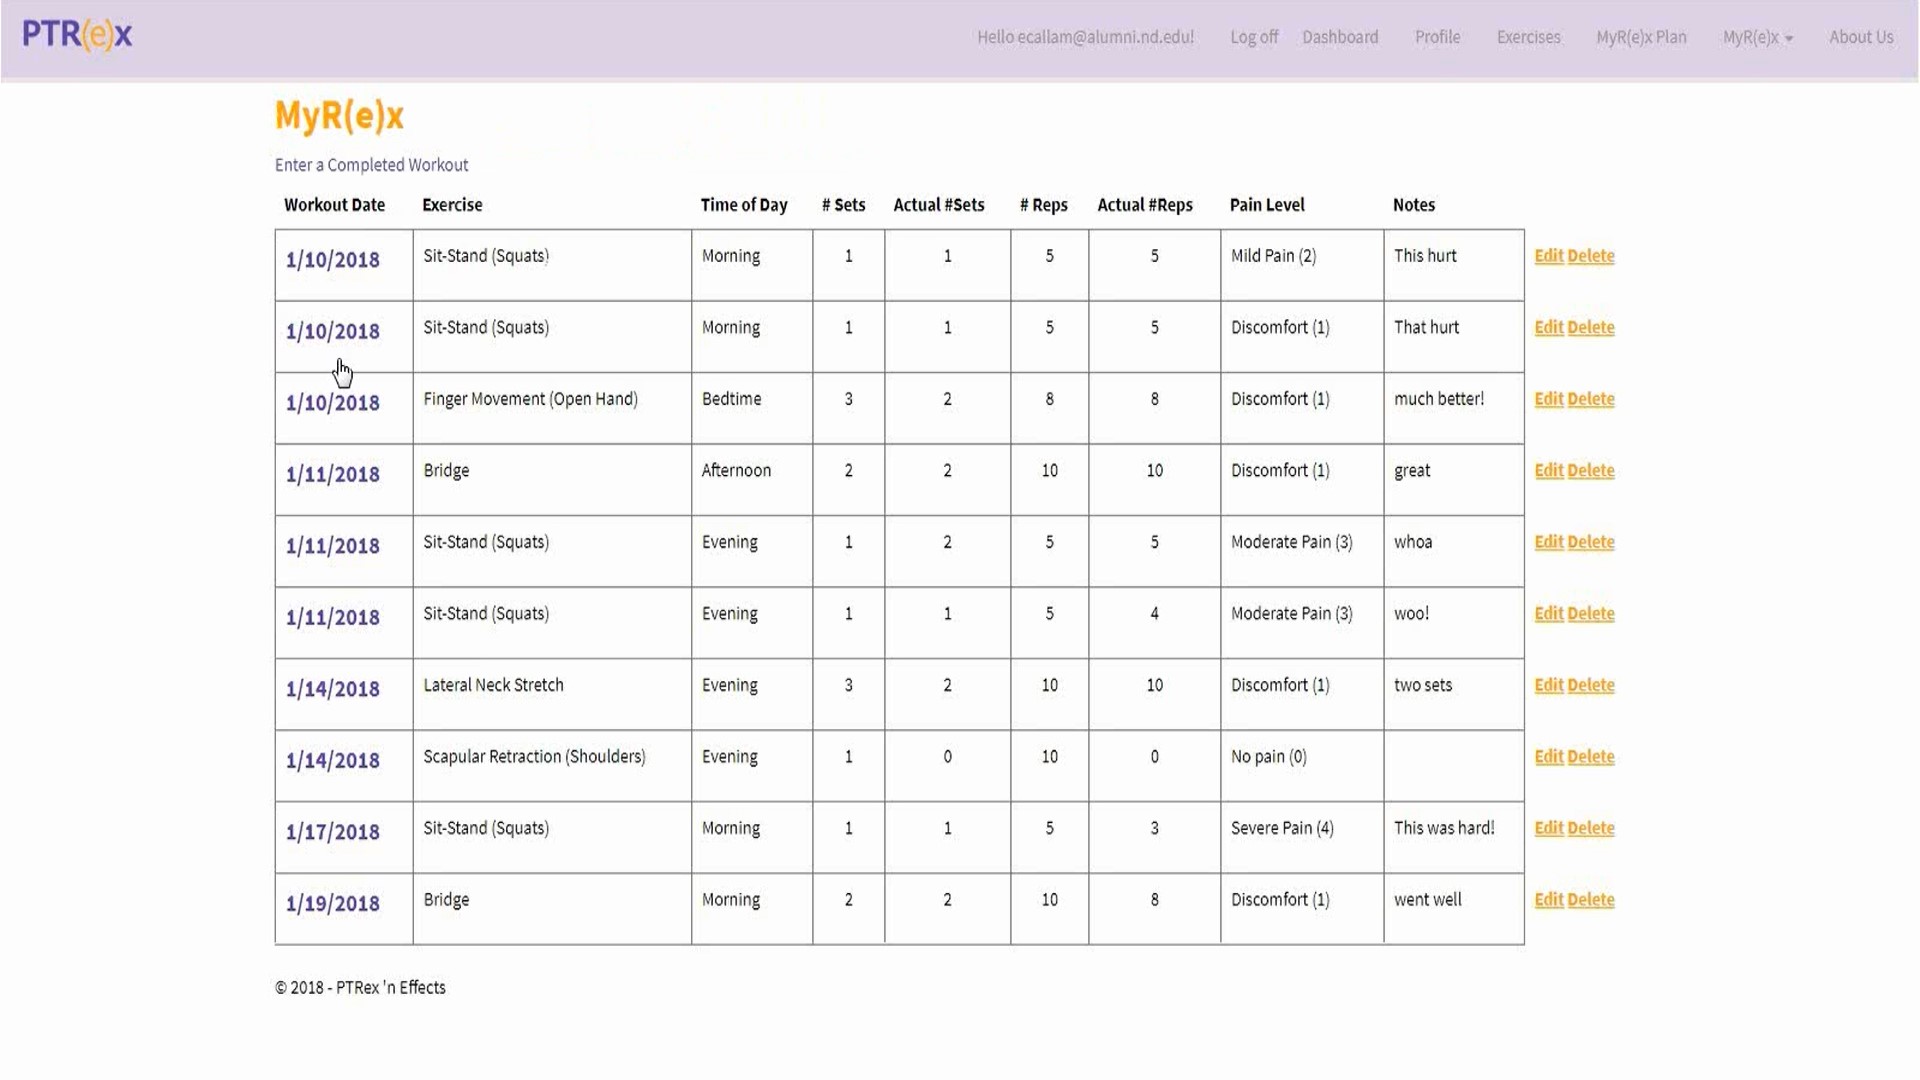 PTR(e)x
Hello ecallam@alumni.nd.edu! Log off Dashboard Profile Exercises MyR(e)x Plan MyR(e)x About Us
MyR(e)x
Enter a Completed Workout
Workout Date Exercise Time of Day # Sets Actual #Sets # Reps Actual #Reps Pain Level Notes
1/10/2018 Sit-Stand (Squats) Morning 1 1 5 5 Mild Pain (2) This hurt Edit Delete
1/10/2018 Sit-Stand (Squats) Morning 1 1 5 5 Discomfort (1) That hurt Edit Delete
1/10/2018 Finger Movement (Open Hand) Bedtime 3 2 8 8 Discomfort (1) much better! Edit Delete
1/11/2018 Bridge Afternoon 2 2 10 10 Discomfort (1) great Edit Delete
1/11/2018 Sit-Stand (Squats) Evening 1 2 5 5 Moderate Pain (3) whoa Edit Delete
1/11/2018 Sit-Stand (Squats) Evening 1 1 5 4 Moderate Pain (3) woo! Edit Delete
1/14/2018 Lateral Neck Stretch Evening 3 2 10 10 Discomfort (1) two sets Edit Delete
1/14/2018 Scapular Retraction (Shoulders) Evening 1 0 10 0 No pain (0) Edit Delete
1/17/2018 Sit-Stand (Squats) Morning 1 1 5 3 Severe Pain (4) This was hard! Edit Delete
1/19/2018 Bridge Morning 2 2 10 8 Discomfort (1) went well Edit Delete
© 2018 - PTRex 'n Effects